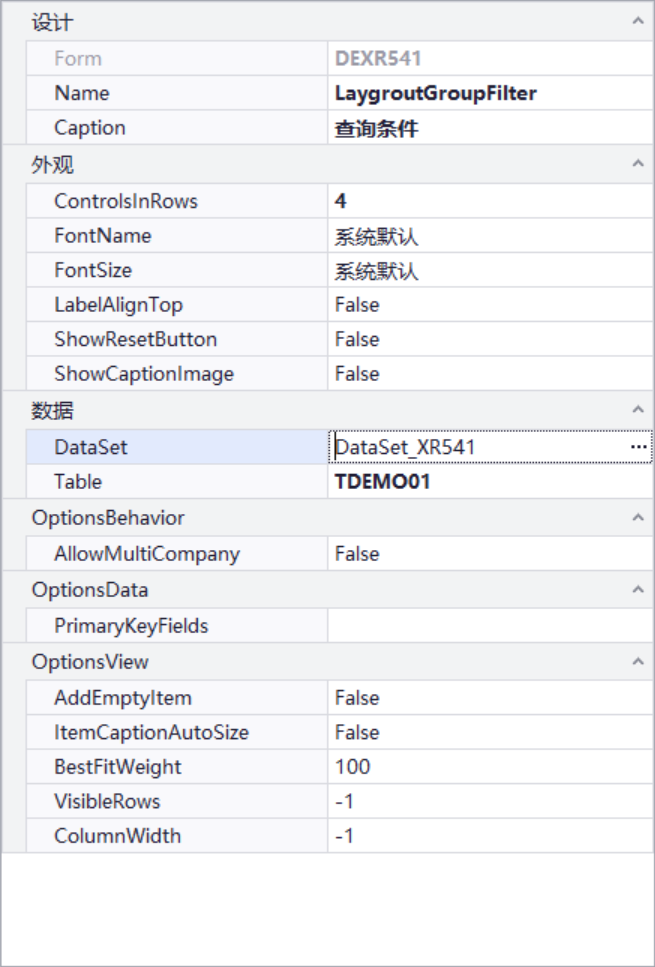 设计
Form DEXR541
Name LaygroutGroupFilter
Caption 查询条件
外观
ControlsInRows 4
FontName 系统默认
FontSize 系统默认
LabelAlignTop False
ShowResetButton False
ShowCaptionImage False
数据
DataSet DataSet_XR541 ...
Table TDEMO01
OptionsBehavior
AllowMultiCompany False
OptionsData
PrimaryKeyFields
OptionsView
AddEmptyItem False
ItemCaptionAutoSize False
BestFitWeight 100
VisibleRows -1
ColumnWidth -1